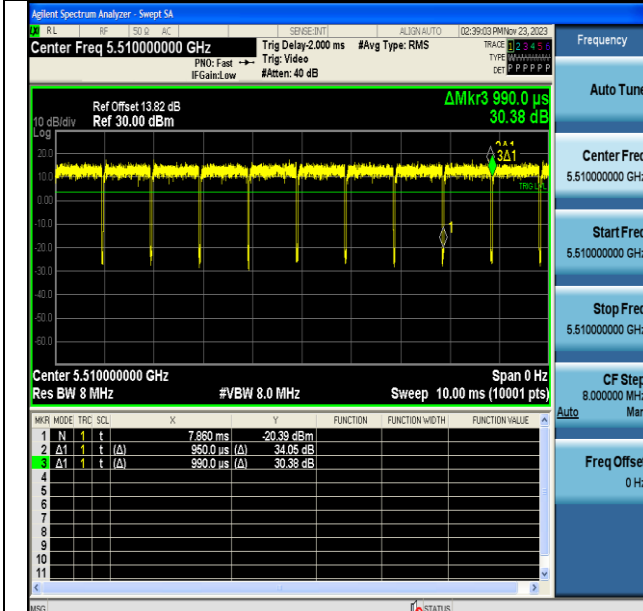 Agilent Spectrum Analyzer - Swept SA
RL RF 50 Ω AC SENSE:INT ALIGN AUTO 02:39:03 PM Nov 23, 2023
Center Freq 5.510000000 GHz
PNO: Fast
IFGain:Low
Trig Delay-2.000 ms
Trig: Video
#Atten: 40 dB
#Avg Type: RMS
TRACE 1 2 3 4 5 6
TYPE
DET P P P P P P
Frequency
Auto Tune
ΔMkr3 990.0 µs
30.38 dB
Ref Offset 13.82 dB
10 dB/div Ref 30.00 dBm
Log
20.0
10.0
0.00
-10.0
-20.0
-30.0
-40.0
-50.0
-60.0
3Δ1
TRIG LVL
1
Center Freq
5.510000000 GHz
Start Freq
5.510000000 GHz
Stop Freq
5.510000000 GHz
CF Step
8.000000 MHz
Auto Man
Freq Offset
0 Hz
Center 5.510000000 GHz Span 0 Hz
Res BW 8 MHz #VBW 8.0 MHz Sweep 10.00 ms (10001 pts)
MKR MODE TRC SCL X Y FUNCTION FUNCTION WIDTH FUNCTION VALUE
1 N 1 t 7.860 ms -20.39 dBm
2 Δ1 1 t (Δ) 950.0 µs (Δ) 34.05 dB
3 Δ1 1 t (Δ) 990.0 µs (Δ) 30.38 dB
4
5
6
7
8
9
10
11
MSG STATUS